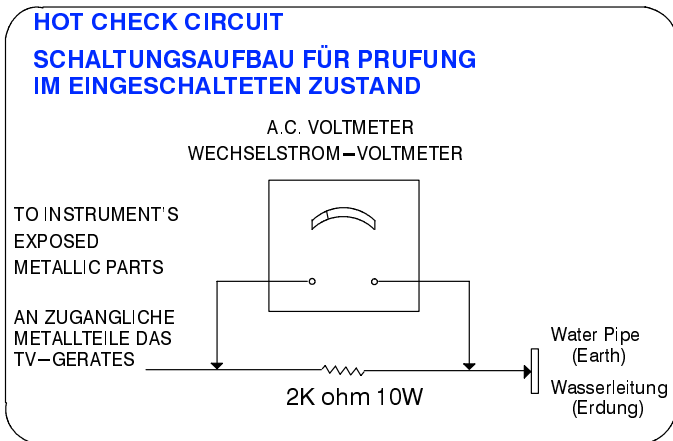 HOT CHECK CIRCUIT
SCHALTUNGSAUFBAU FÜR PRUFUNG
IM EINGESCHALTETEN ZUSTAND
A.C. VOLTMETER
WECHSELSTROM–VOLTMETER
TO INSTRUMENT'S
EXPOSED
METALLIC PARTS
AN ZUGANGLICHE
METALLTEILE DAS
TV–GERATES
2K ohm 10W
Water Pipe
(Earth)
Wasserleitung
(Erdung)